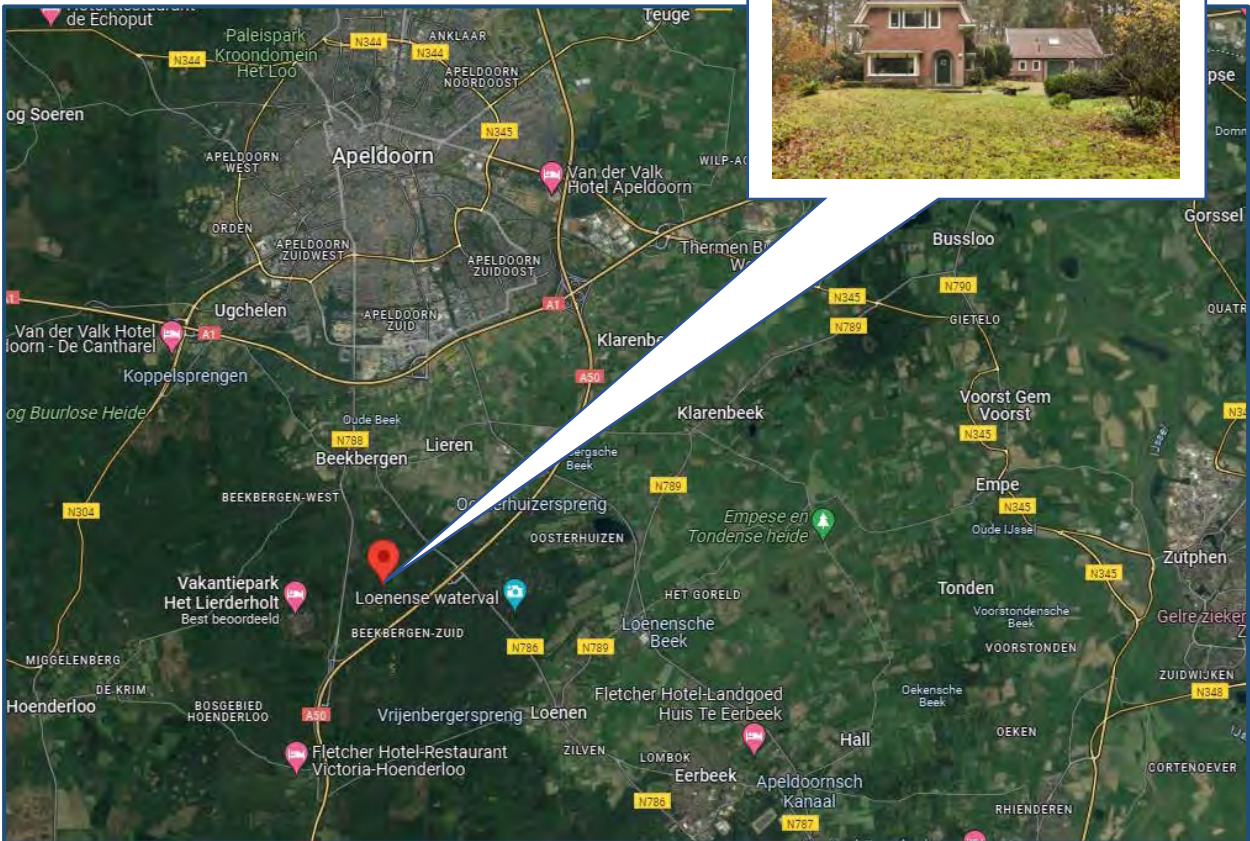 de Echoput
Teuge
Paleispark
Kroondomein
Het Loo
N344
N344
N344
ANKLAAR
APELDOORN
NOORDOOST
og Soeren
N345
APELDOORN
WEST
Apeldoorn
Van der Valk
Hotel Apeldoorn
ORDEN
APELDOORN
ZUIDWEST
APELDOORN
ZUIDOOST
Gorssel
Bussloo
N790
Thermen
N345
N789
GIETELO
QUATR
A1
Ugchelen
APELDOORN
ZUID
A1
Van der Valk Hotel
doorn - De Cantharel
A1
Koppelsprengen
A50
Klarenbeek
Voorst Gem
Voorst
N345
og Buurlose Heide
Oude Beek
N788
Lieren
Beekbergen
Beek
BEEKBERGEN-WEST
N304
N789
OOSTERHUIZEN
Empese en
Tondense heide
Empe
N345
Oude IJssel
IJssel
Zutphen
N345
Vakantiepark
Het Lierderholt
Best beoordeeld
Loenense waterval
BEEKBERGEN-ZUID
HET GORELD
Loenensche
Beek
Tonden
Voorstondensche
Beek
VOORSTONDEN
Gelre zieker
N786
N789
MIGGELENBERG
DE KRIM
Hoenderloo
BOSGEBIED
HOENDERLOO
A50
Vrijenbergerspreng
Loenen
Fletcher Hotel-Landgoed
Huis Te Eerbeek
Oekensche
Beek
ZUIDWIJKEN
N348
Fletcher Hotel-Restaurant
Victoria-Hoenderloo
ZILVEN
LOMBOK
Eerbeek
Hall
OEKEN
CORTENOEVER
N786
Apeldoornsch
Kanaal
N787
RHIENDEREN